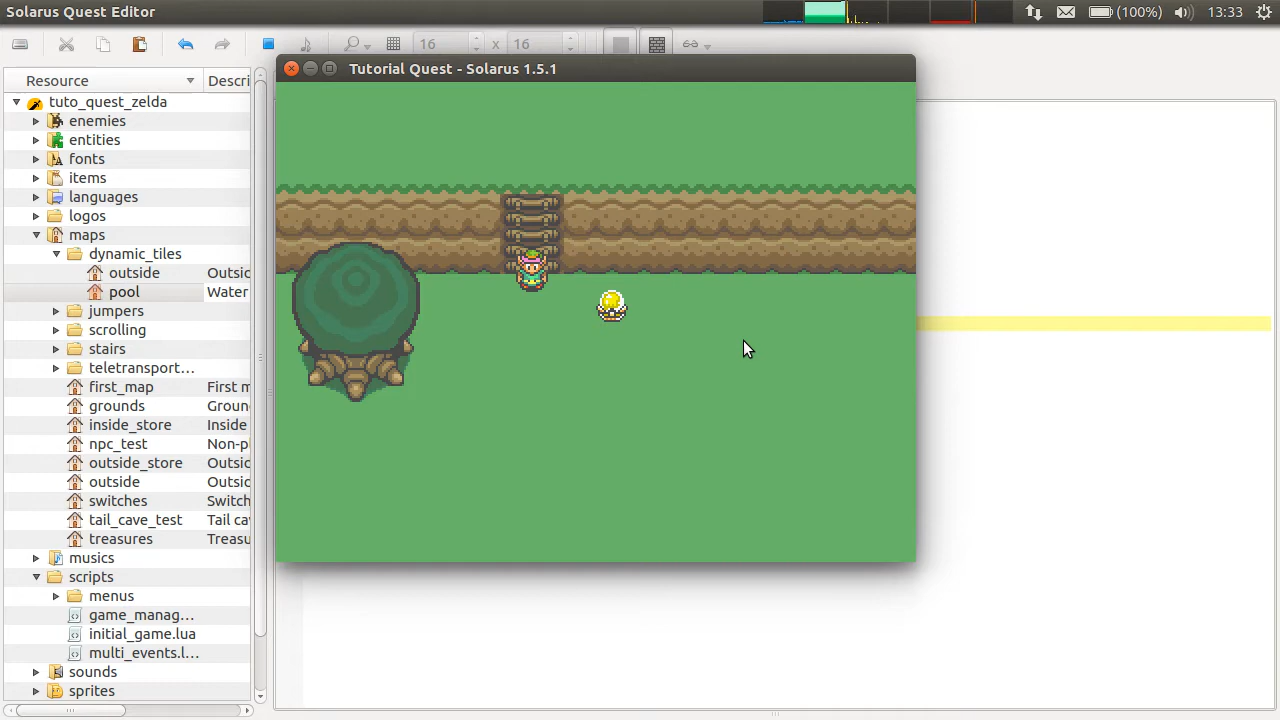 Solarus Quest Editor
(100%)
13:33
16 x 16
Tutorial Quest - Solarus 1.5.1
Resource
Descri
tuto_quest_zelda
enemies
entities
fonts
items
languages
logos
maps
dynamic_tiles
outside Outsic
pool Water
jumpers
scrolling
stairs
teletransport...
first_map First m
grounds Groun
inside_store Inside
npc_test Non-pl
outside_store Outsic
outside Outsic
switches Switch
tail_cave_test Tail cav
treasures Treasu
musics
scripts
menus
game_manag...
initial_game.lua
multi_events.l...
sounds
sprites